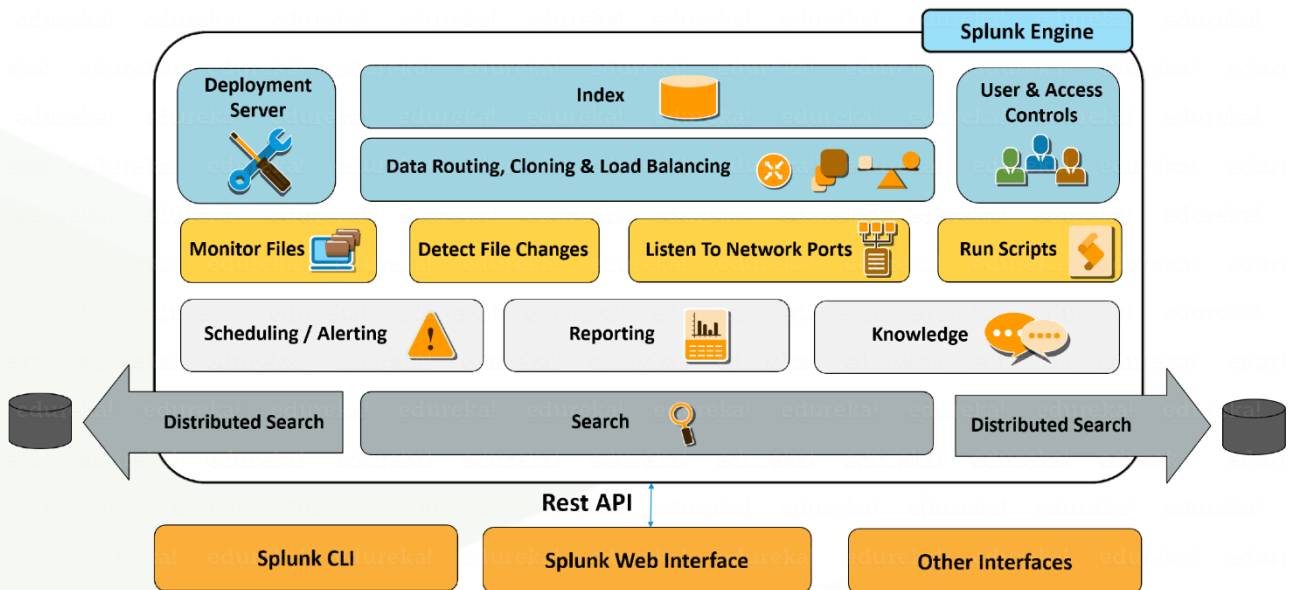 Splunk Engine
Deployment
Server
Index
User & Access
Controls
Data Routing, Cloning & Load Balancing
Monitor Files
Detect File Changes
Listen To Network Ports
Run Scripts
Scheduling / Alerting
Reporting
Knowledge
Distributed Search
Search
Distributed Search
Rest API
Splunk CLI
Splunk Web Interface
Other Interfaces